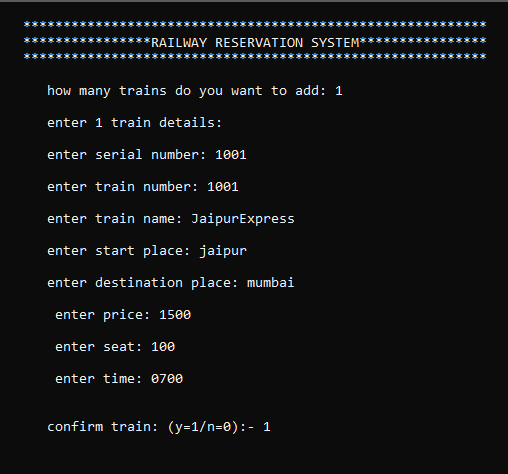 **********************************************************
****************RAILWAY RESERVATION SYSTEM****************
**********************************************************
how many trains do you want to add: 1
enter 1 train details:
enter serial number: 1001
enter train number: 1001
enter train name: JaipurExpress
enter start place: jaipur
enter destination place: mumbai
enter price: 1500
enter seat: 100
enter time: 0700
confirm train: (y=1/n=0):- 1